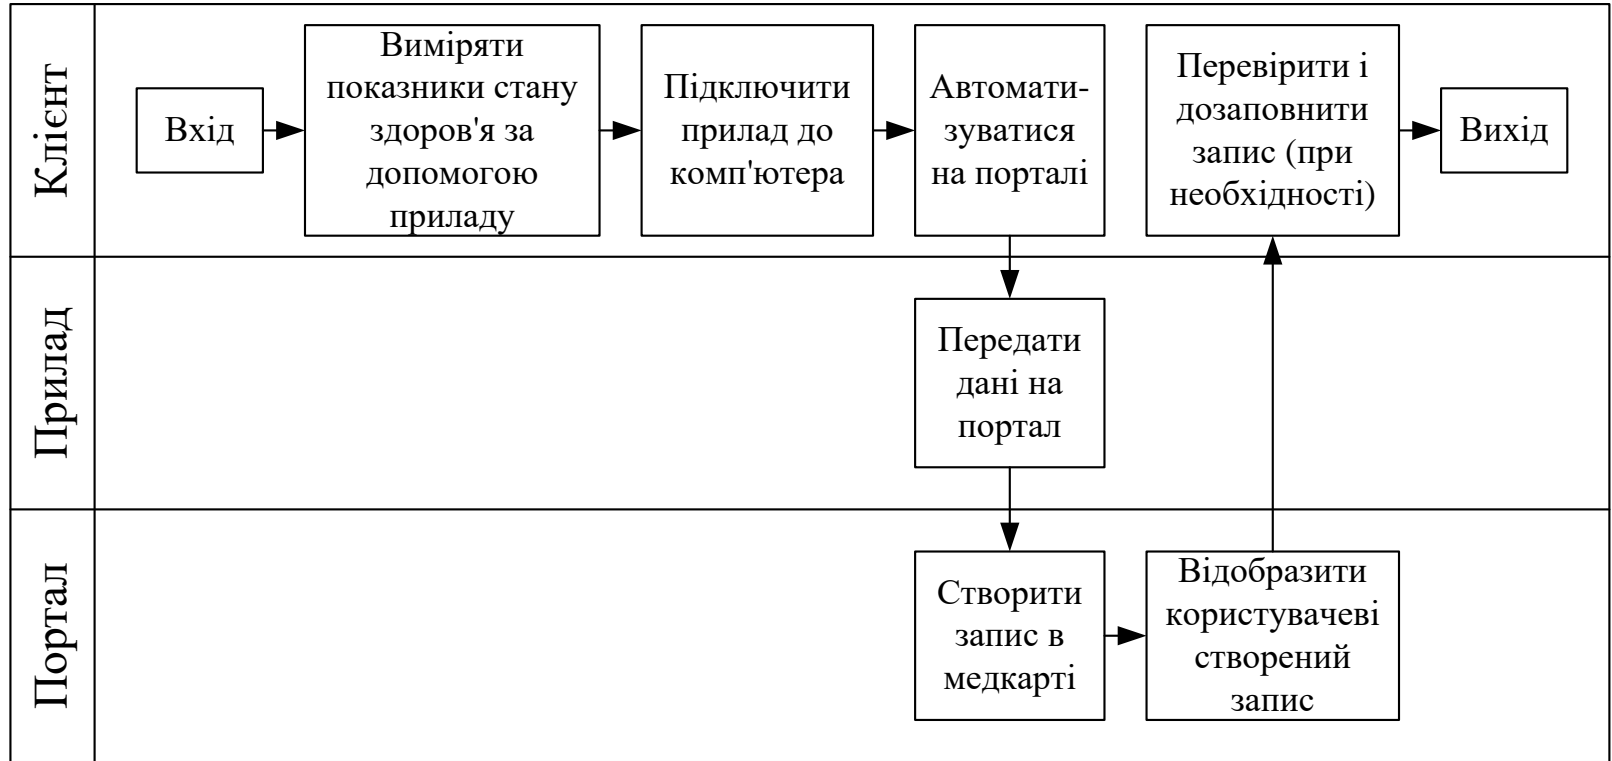 Клієнт
Вхід
Виміряти
показники стану
здоров'я за
допомогою
приладу
Підключити
прилад до
комп'ютера
Автомати-
зуватися
на порталі
Перевірити і
дозаповнити
запис (при
необхідності)
Вихід
Прилад
Передати
дані на
портал
Портал
Створити
запис в
медкарті
Відобразити
користувачеві
створений
запис